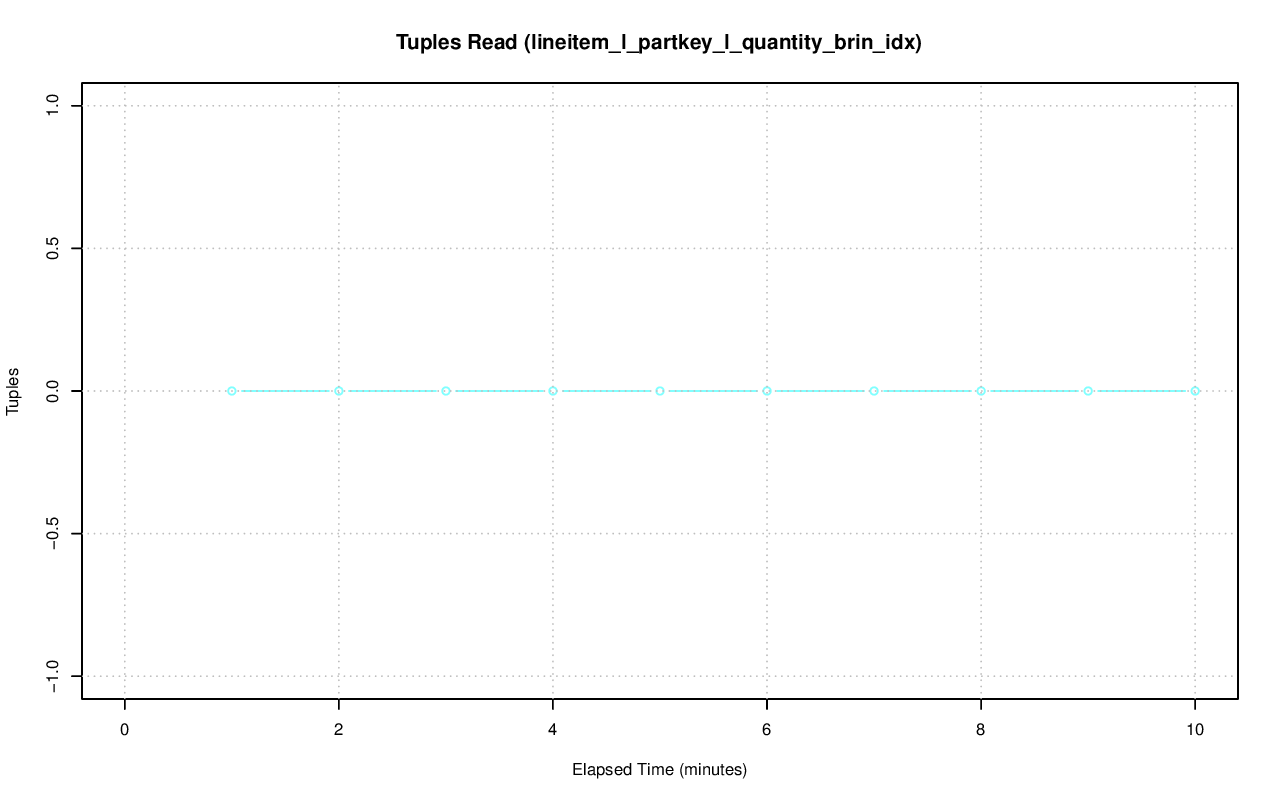 Tuples Read (lineitem_l_partkey_l_quantity_brin_idx)
1.0
0.5
0.0
−0.5
−1.0
Tuples
0 2 4 6 8 10
Elapsed Time (minutes)